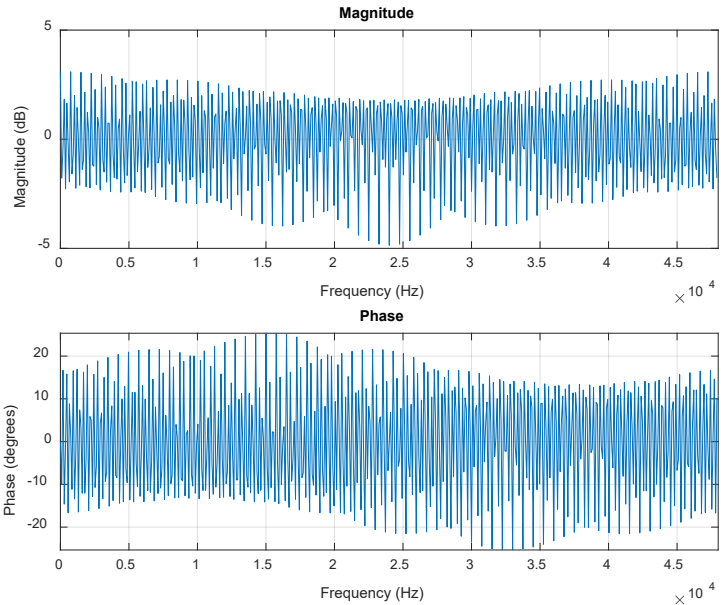 Magnitude
5
0
-5
Magnitude (dB)
0 0.5 1 1.5 2 2.5 3 3.5 4 4.5
Frequency (Hz)
× 10 4
Phase
20
10
0
-10
-20
Phase (degrees)
0 0.5 1 1.5 2 2.5 3 3.5 4 4.5
Frequency (Hz)
× 10 4